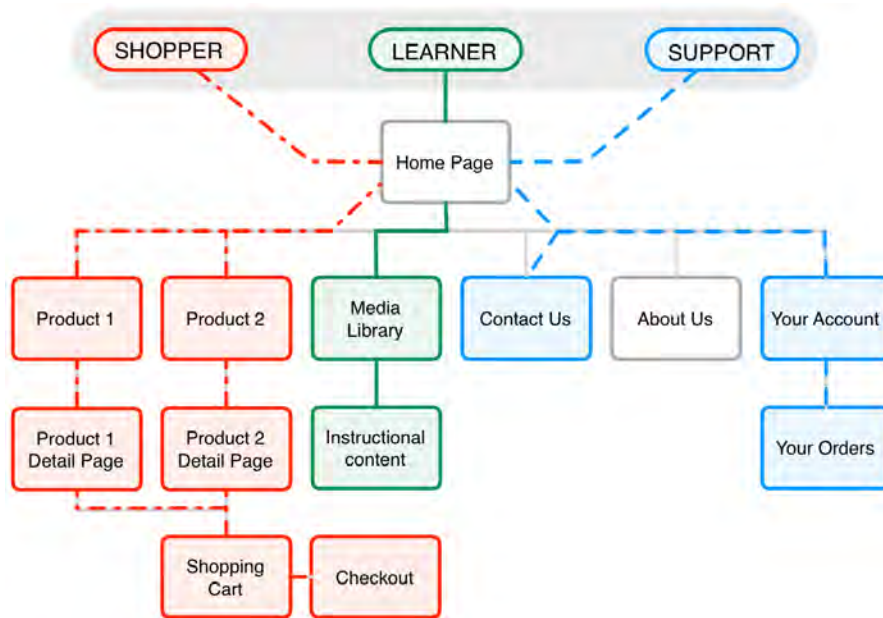 SHOPPER
LEARNER
SUPPORT
Home Page
Product 1
Product 2
Media
Library
Contact Us
About Us
Your Account
Product 1
Detail Page
Product 2
Detail Page
Instructional
content
Your Orders
Shopping
Cart
Checkout